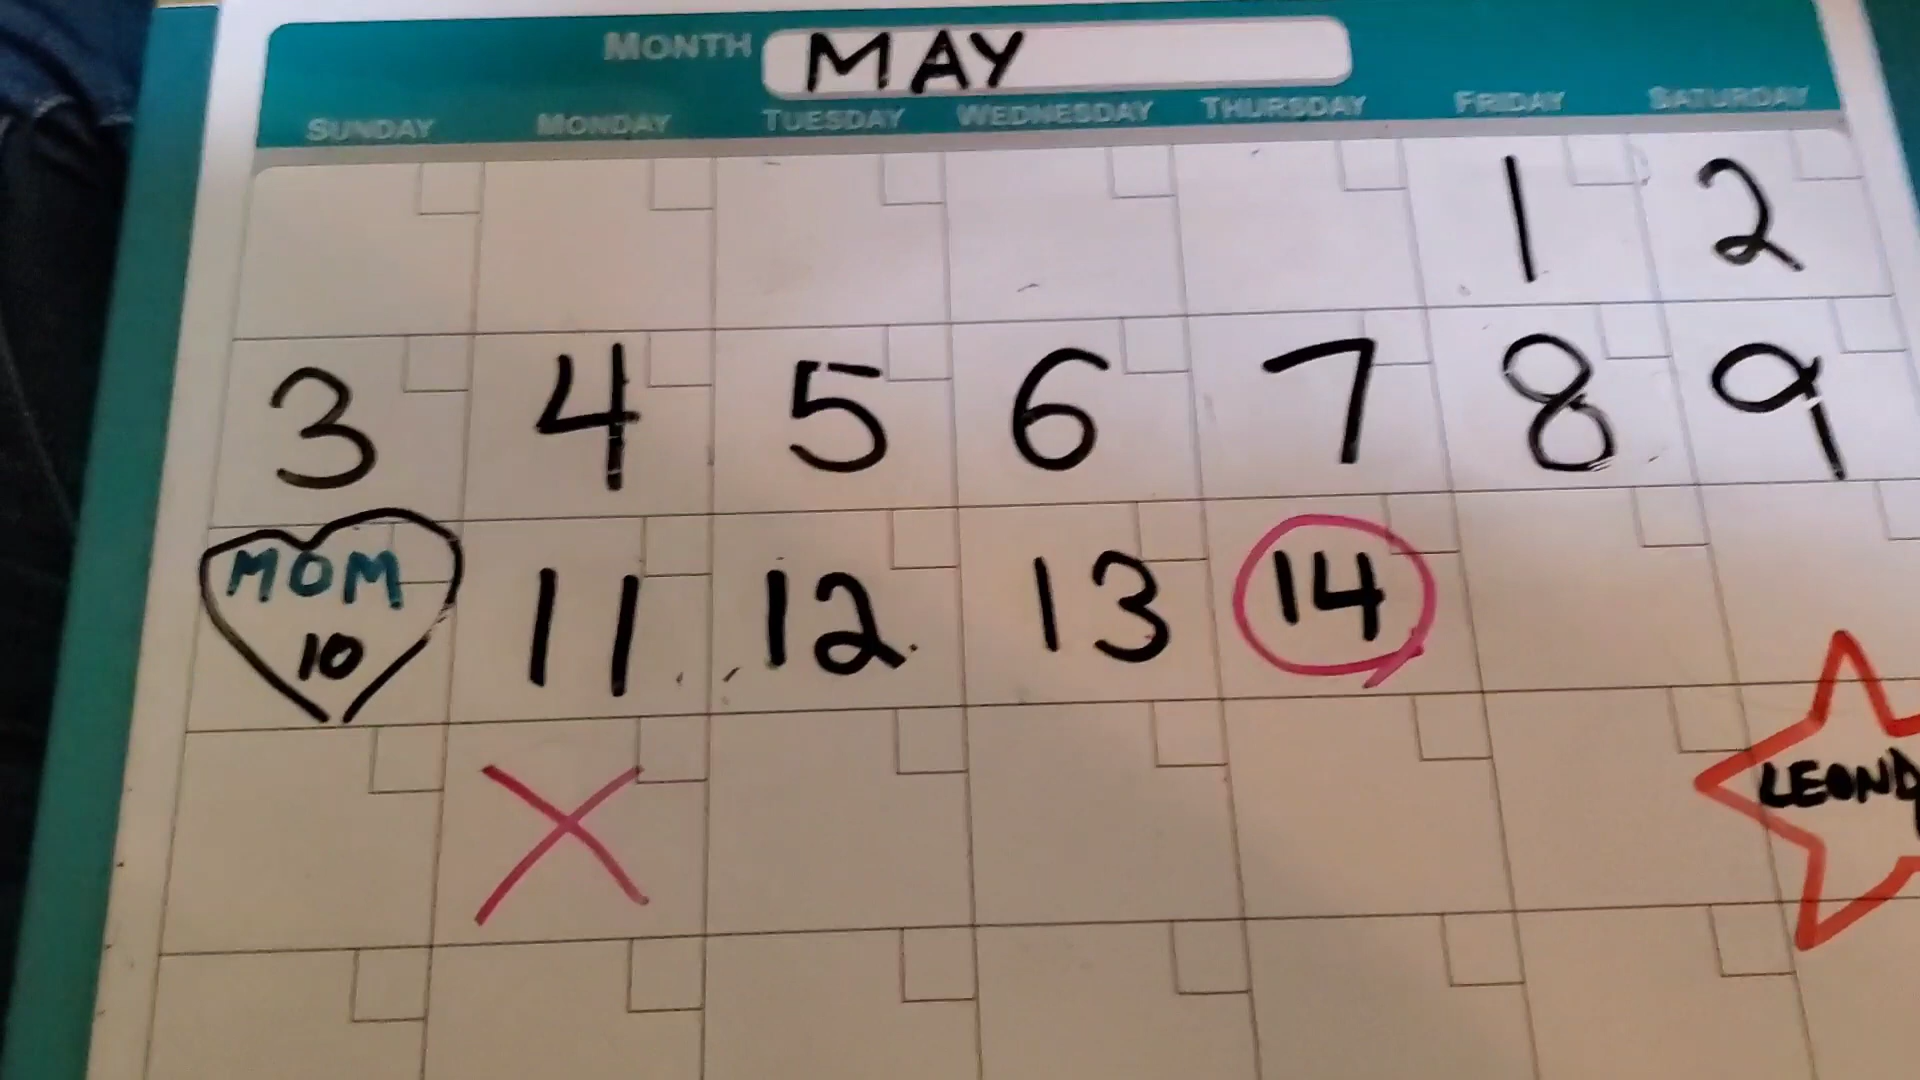 MONTH MAY
SUNDAY MONDAY TUESDAY WEDNESDAY THURSDAY FRIDAY SATURDAY
1 2
3 4 5 6 7 8 9
MOM
10 11 12 13 14